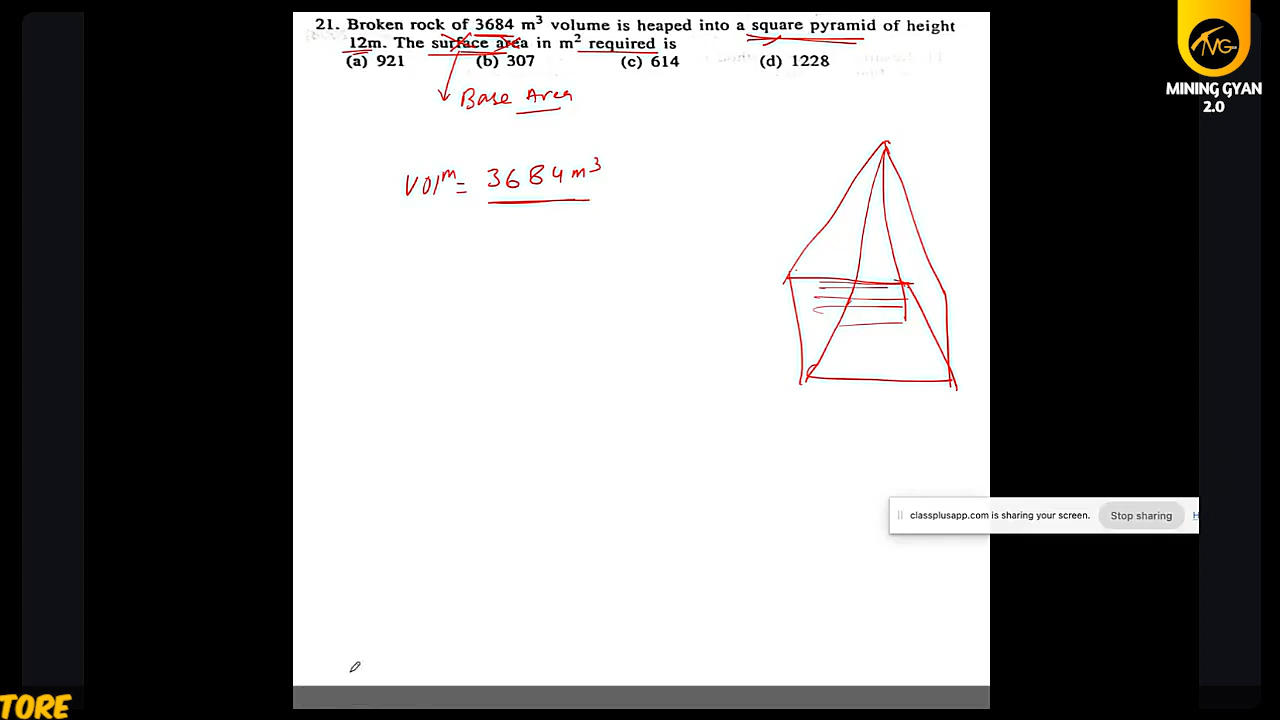 21. Broken rock of 3684 m³ volume is heaped into a square pyramid of height
12m. The surface area in m² required is
(a) 921 (b) 307 (c) 614 (d) 1228
Base Area
Volm = 3684 m³
TVG
MINING GYAN
2.0
classplusapp.com is sharing your screen.
Stop sharing
H
TORE